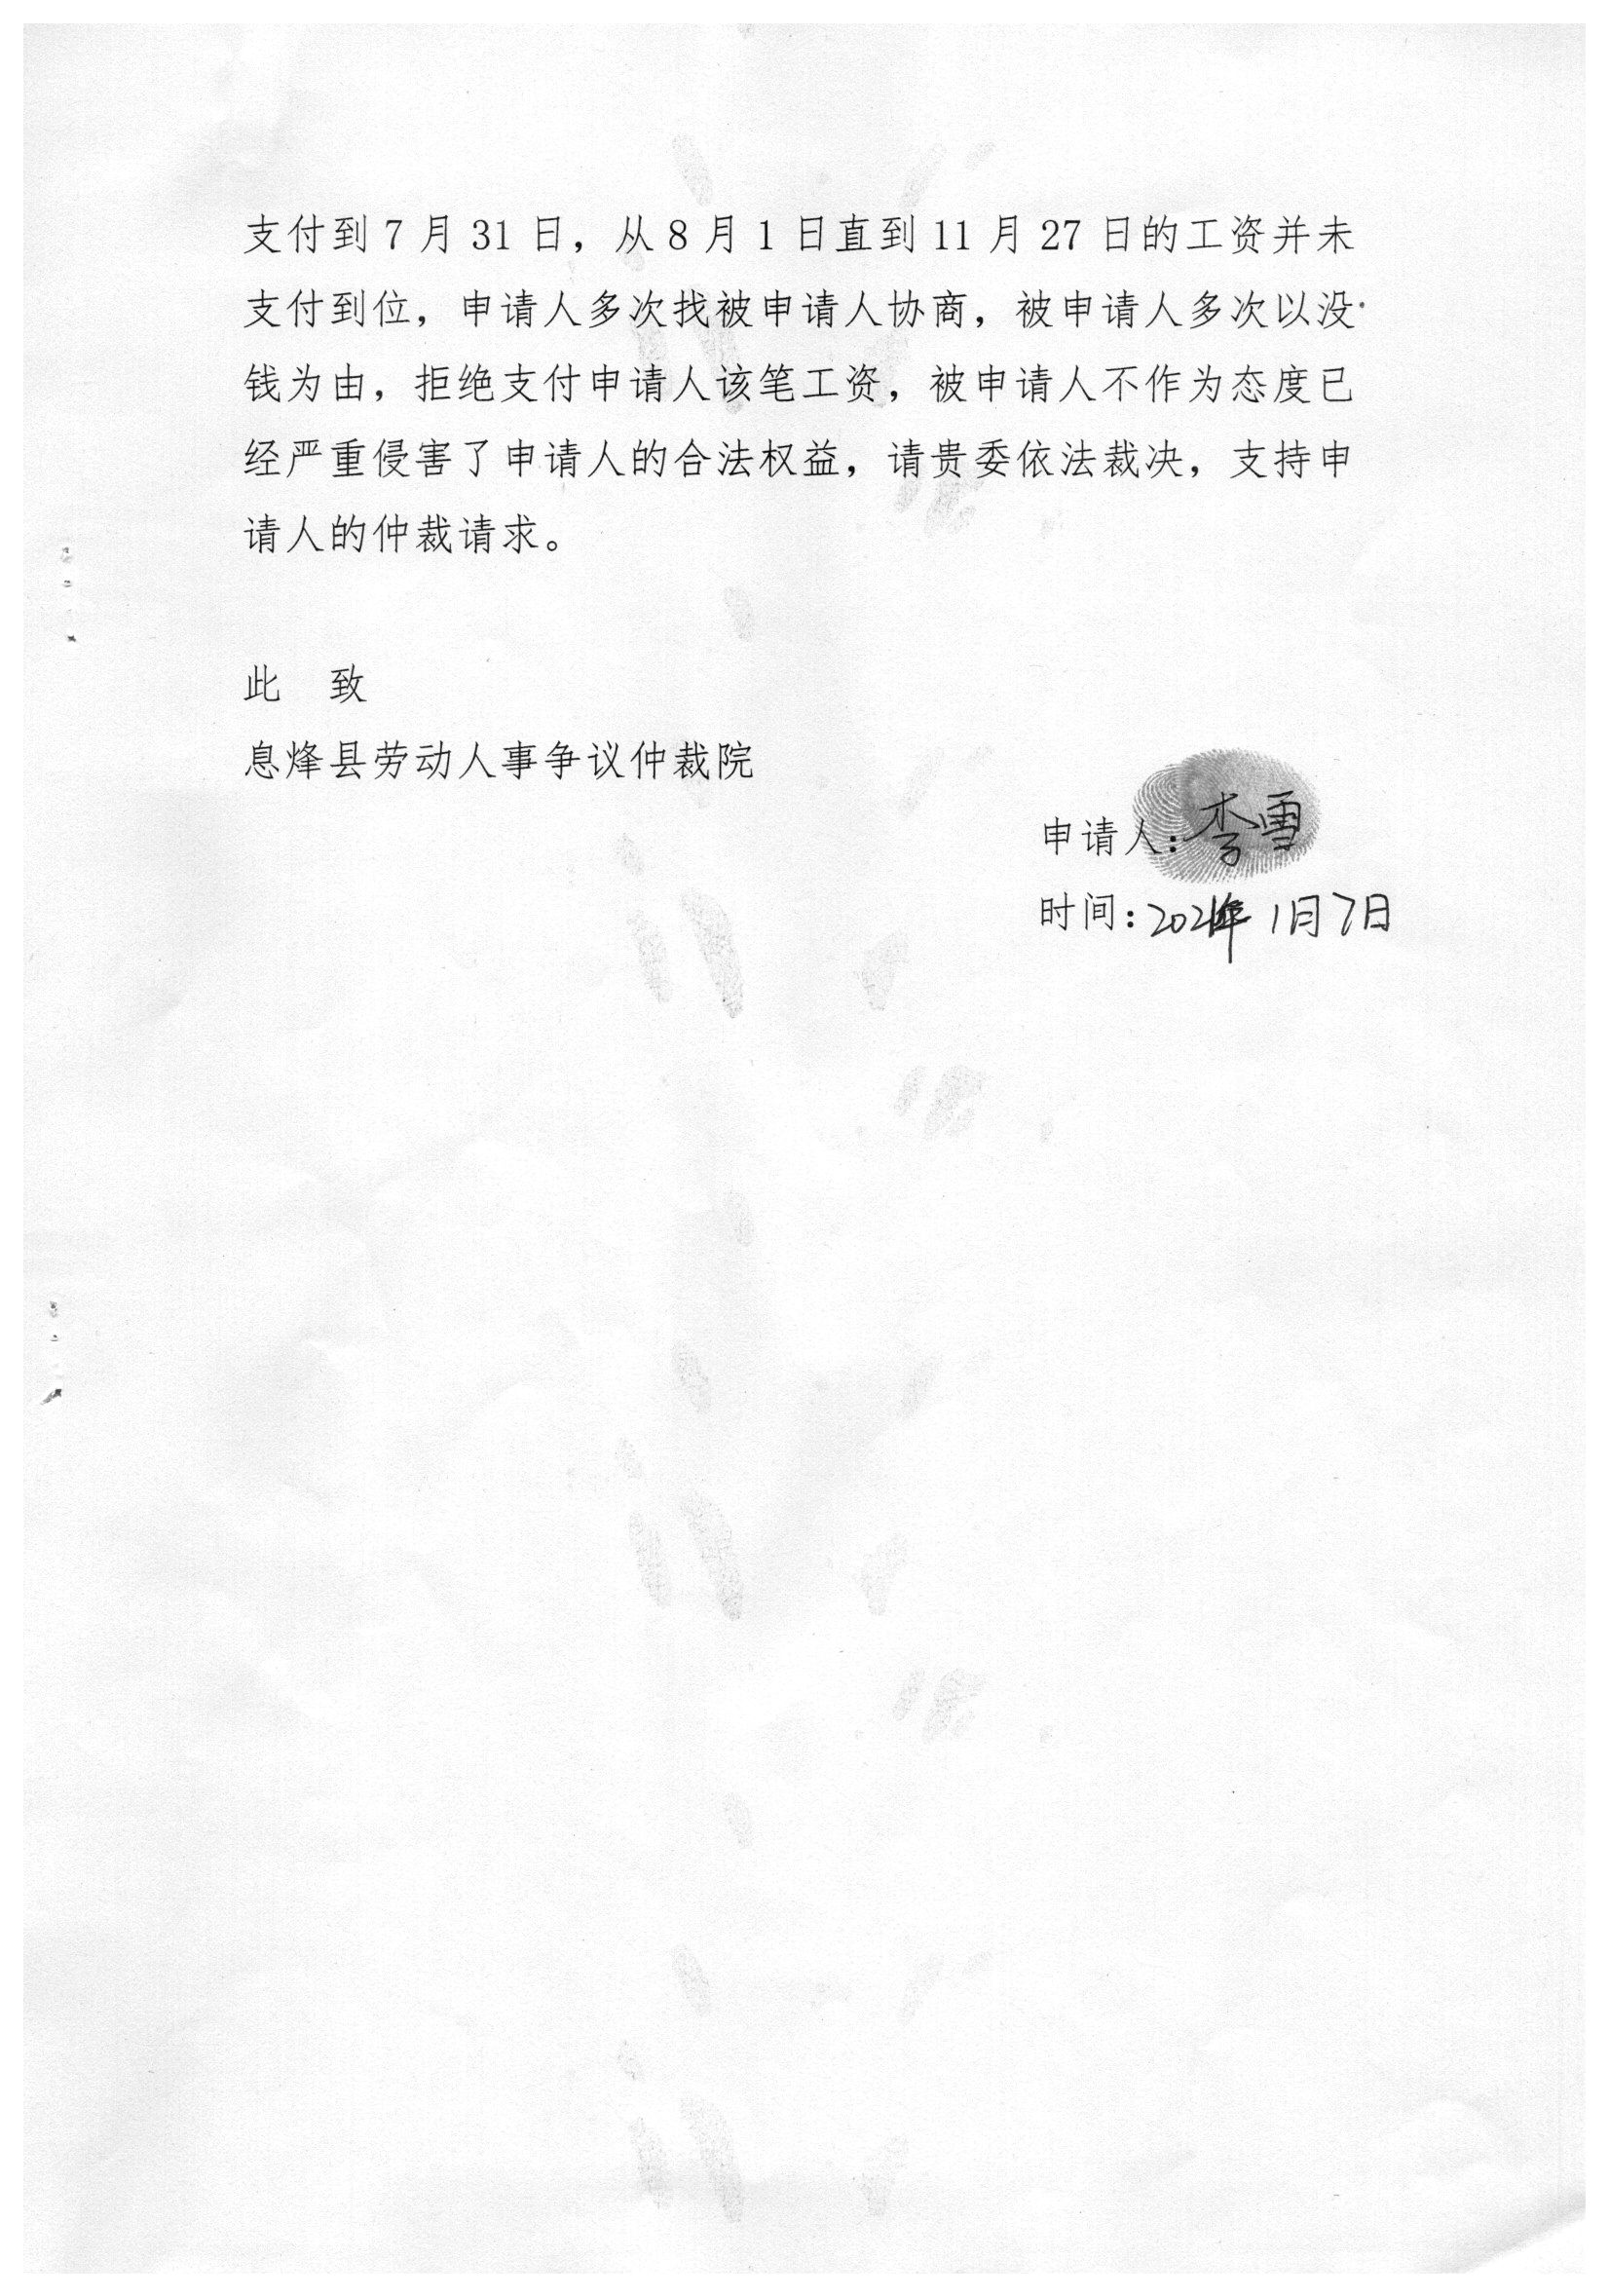 支付到 7 月 31 日，从 8 月 1 日直到 11 月 27 日的工资并未
支付到位，申请人多次找被申请人协商，被申请人多次以没
钱为由，拒绝支付申请人该笔工资，被申请人不作为态度已
经严重侵害了申请人的合法权益，请贵委依法裁决，支持申
请人的仲裁请求。
此　致
息烽县劳动人事争议仲裁院
申请人：李雪
时间：2021年 1月7日